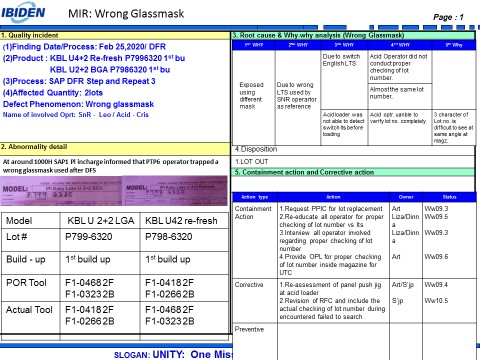 IBIDEN
MIR: Wrong Glassmask
Page : 1
1. Quality incident
(1)Finding Date/Process: Feb 25,2020/ DFR
(2)Product : KBL U4+2 Re-fresh P7996320 1st bu
KBL U2+2 BGA P7986320 1st bu
(3)Process: SAP DFR Step and Repeat 3
(4)Affected Quantity: 2lots
Defect Phenomenon: Wrong glassmask
Name of involved Oprt: SnR - Leo / Acid - Cris
2. Abnormality detail
At around 1000H SAP1 PI incharge informed that PTP6 operator trapped a
wrong glassmask used after DFS
MODEL:
MODEL:
Model KBL U 2+2 LGA KBL U42 re-fresh
Lot # P799-6320 P798-6320
Build - up 1st build up 1st build up
POR Tool F1-04682F F1-04182F
F1-03232B F1-02662B
Actual Tool F1-04182F F1-04682F
F1-02662B F1-03232B
3. Root cause & Why-why analysis (Wrong Glassmask)
1st WHY 2nd WHY 3rd WHY 4th WHY 5th Why
Exposed
using
different
mask
Due to wrong
LTS used by
SNR operrator
as reference
Due to switch
English LTS
Acid Operator did not
conduct proper
checking of lot
number.
Almost the same lot
number.
Acid loader was
not able to detect
switch lts before
loading
Acid optr. uanble to
verify lot no. completely
3 character of
Lot no. is
difficult to see at
same angle at
magz.
4.Disposition
1.LOT OUT
5. Containment action and Corrective action
Action type Action Owner Status
Containment
Action
1.Request PPIC for lot replacement Art Ww09.3
2.Re-educate all operator for proper
checking of lot number vs lts
Liza/Dinn
a
Ww09.5
3.Interview all operator involved
regarding proper checking of lot
number
Liza/Dinn
a
Ww09.3
4.Provide OPL for proper checking
of lot number inside magazine for
UTC
Art Ww09.6
Corrective 1.Re-assessment of panel push jig
at acid loader
Art/S'jp Ww09.4
2.Revision of RFC and include the
actual checking of lot number during
encountered failed to search
S'jp Ww10.5
Preventive
SLOGAN: UNITY: One Miss